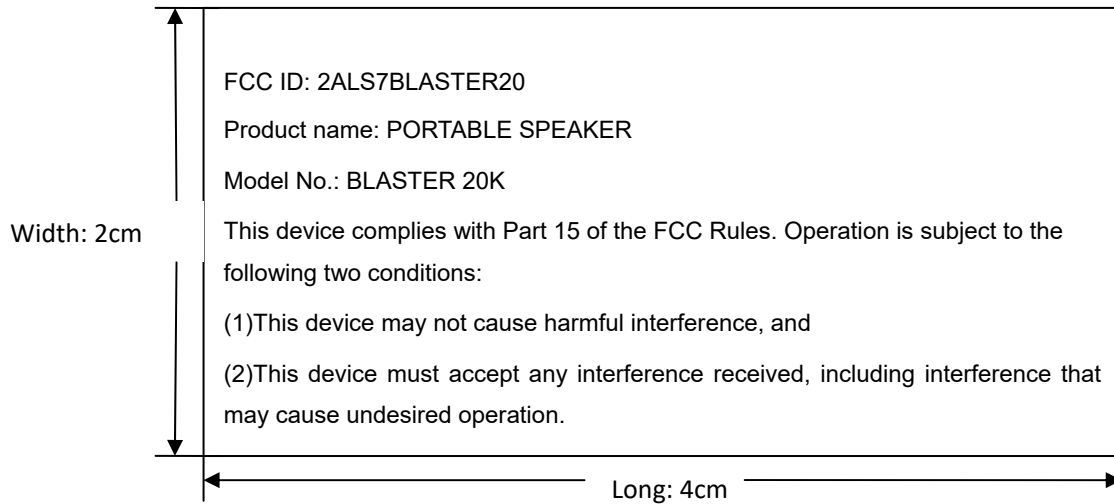 FCC ID: 2ALS7BLASTER20
Product name: PORTABLE SPEAKER
Model No.: BLASTER 20K
Width: 2cm
This device complies with Part 15 of the FCC Rules. Operation is subject to the
following two conditions:
(1)This device may not cause harmful interference, and
(2)This device must accept any interference received, including interference that
may cause undesired operation.
Long: 4cm